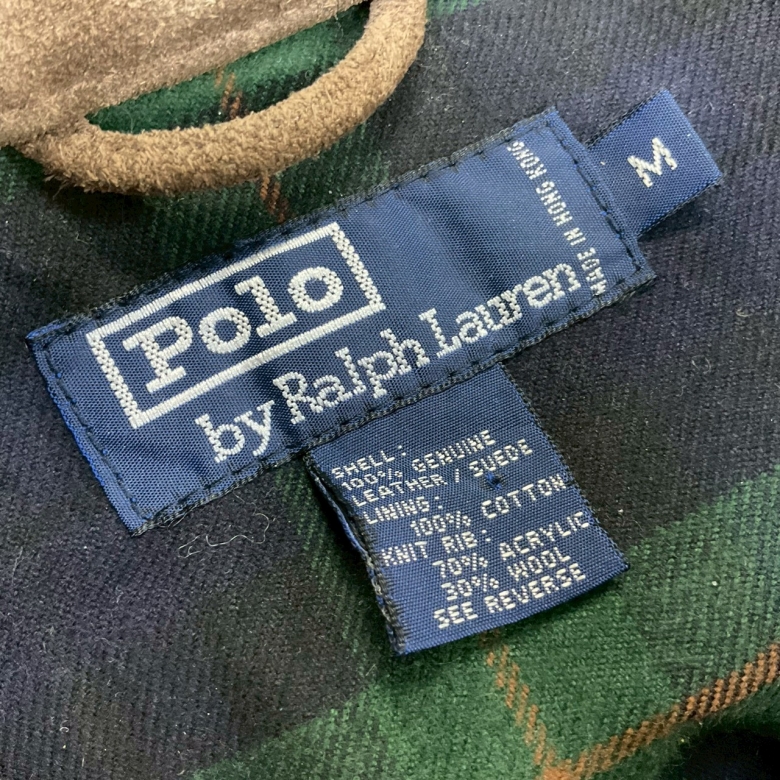 Polo
by Ralph Lauren
MADE IN HONG KONG
M
SHELL:
100% GENUINE
LEATHER / SUEDE
LINING:
100% COTTON
KNIT RIB:
70% ACRYLIC
30% WOOL
SEE REVERSE